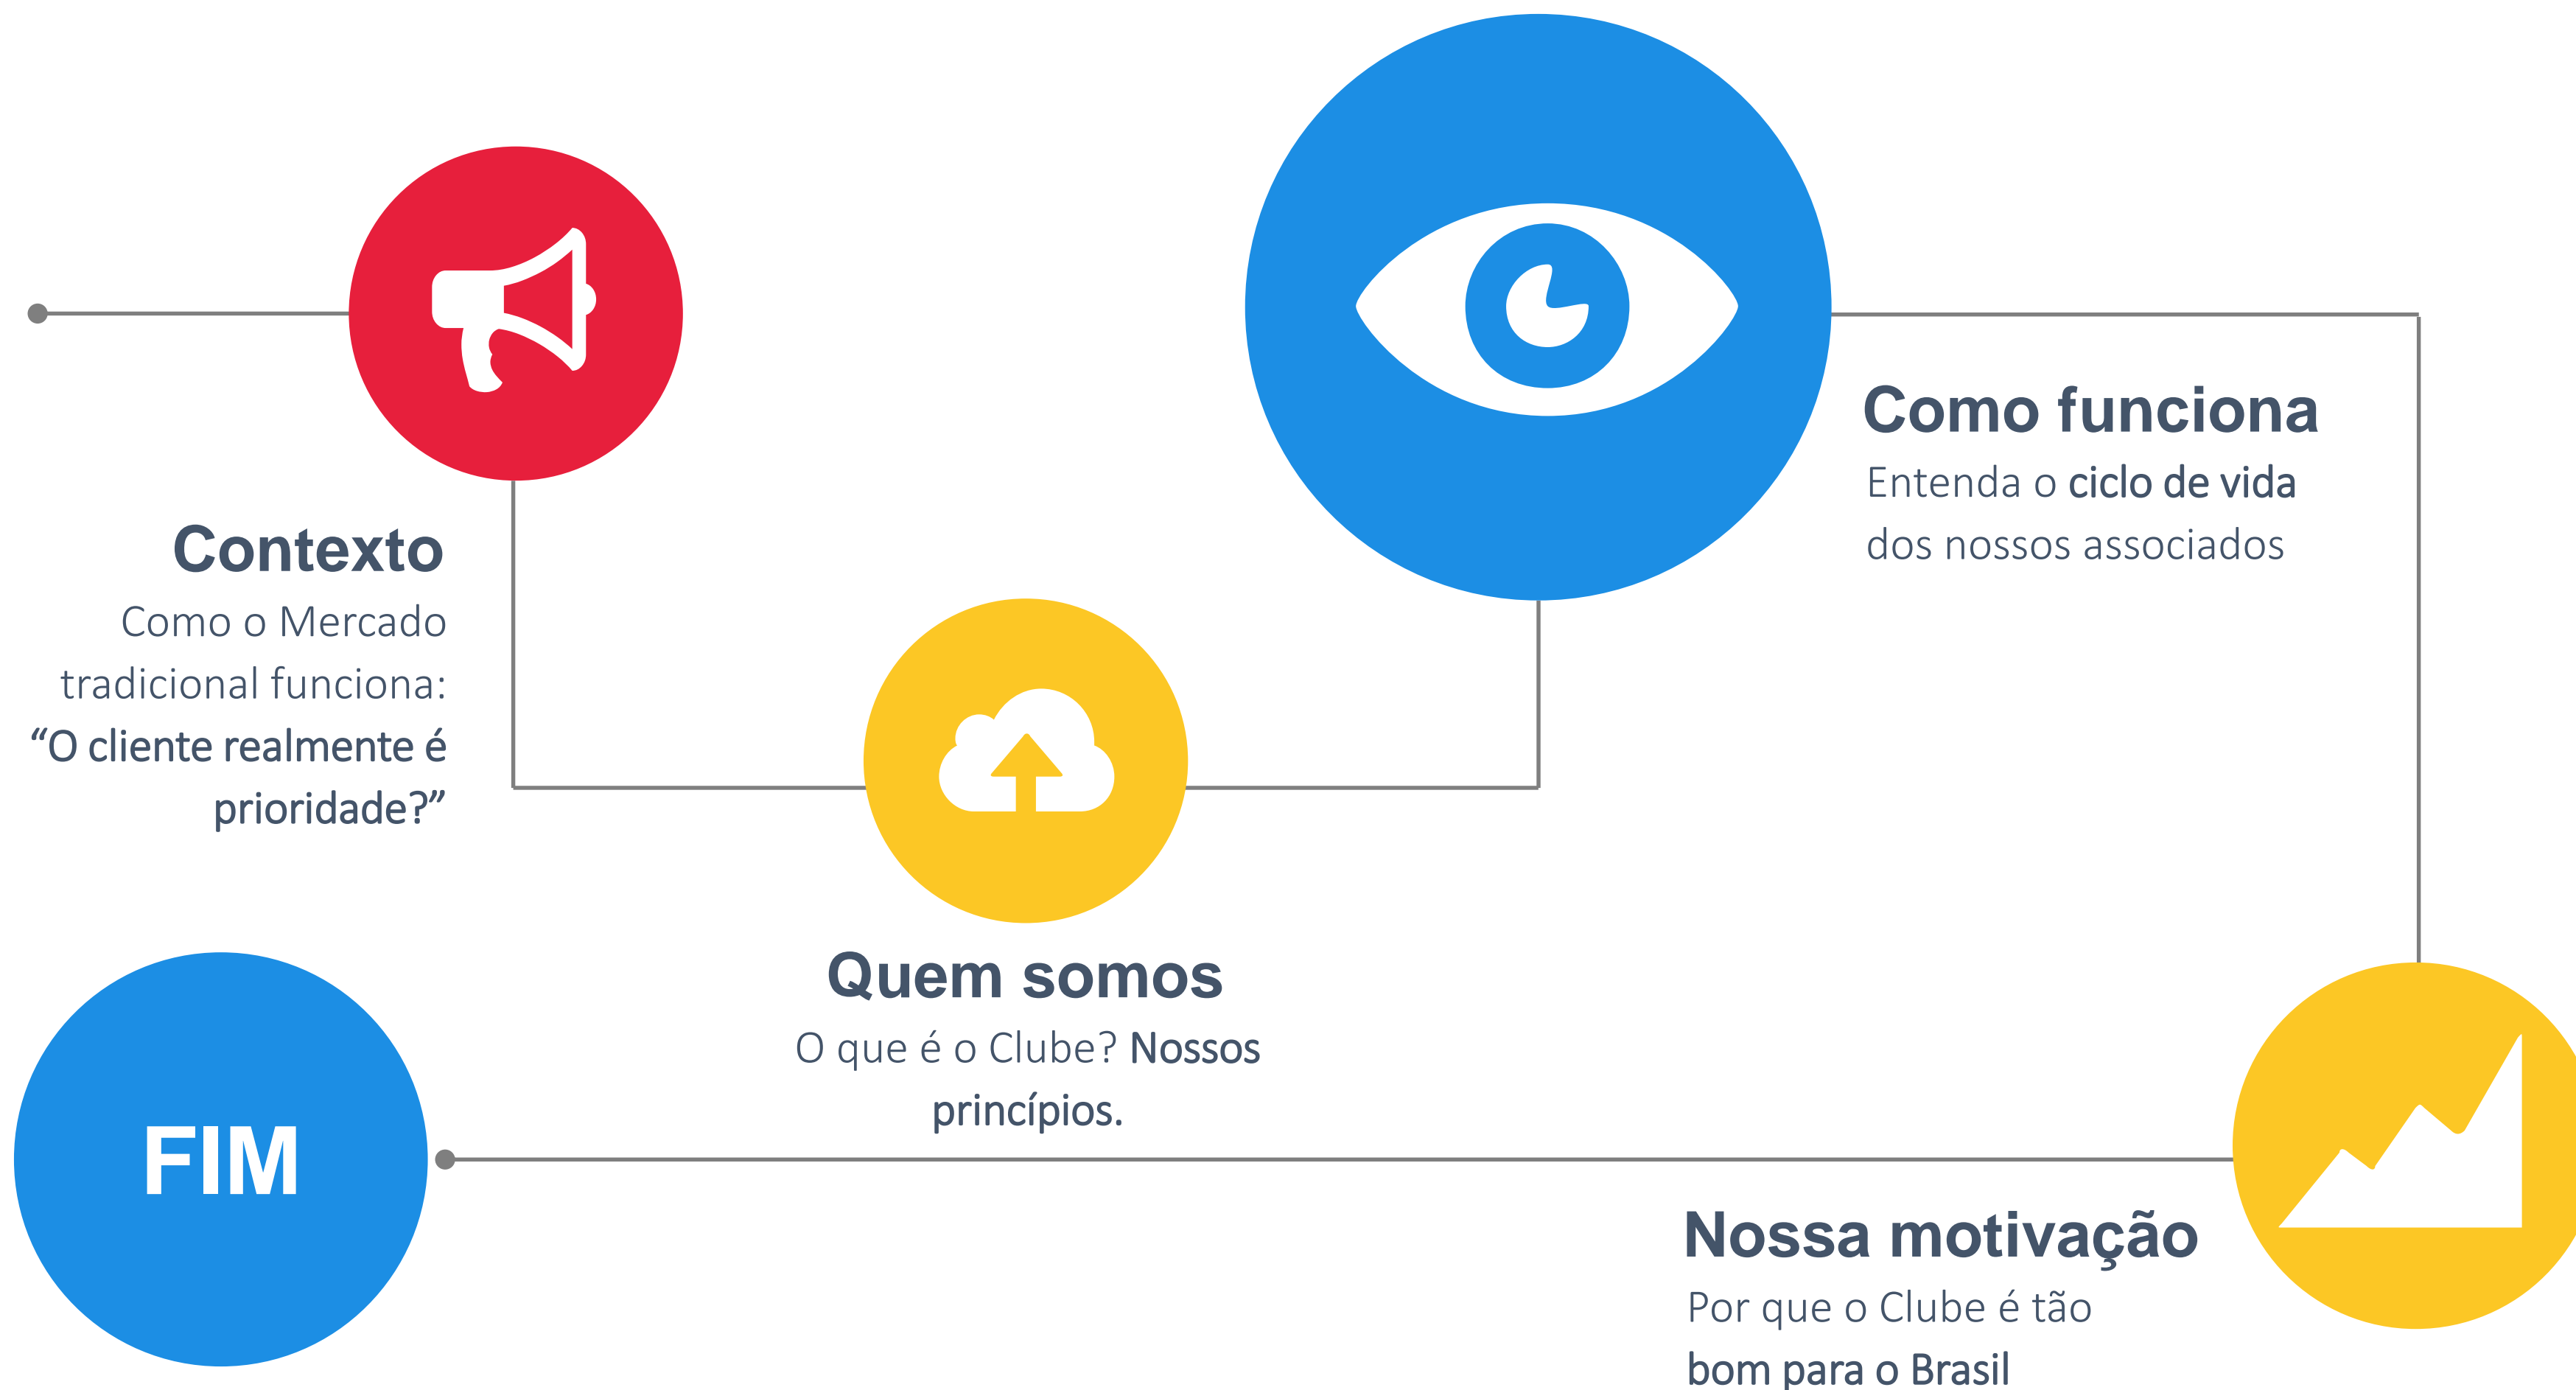 Contexto
Como o Mercado
tradicional funciona:
“O cliente realmente é
prioridade?”
Quem somos
O que é o Clube? Nossos
princípios.
Como funciona
Entenda o ciclo de vida
dos nossos associados
Nossa motivação
Por que o Clube é tão
bom para o Brasil
FIM